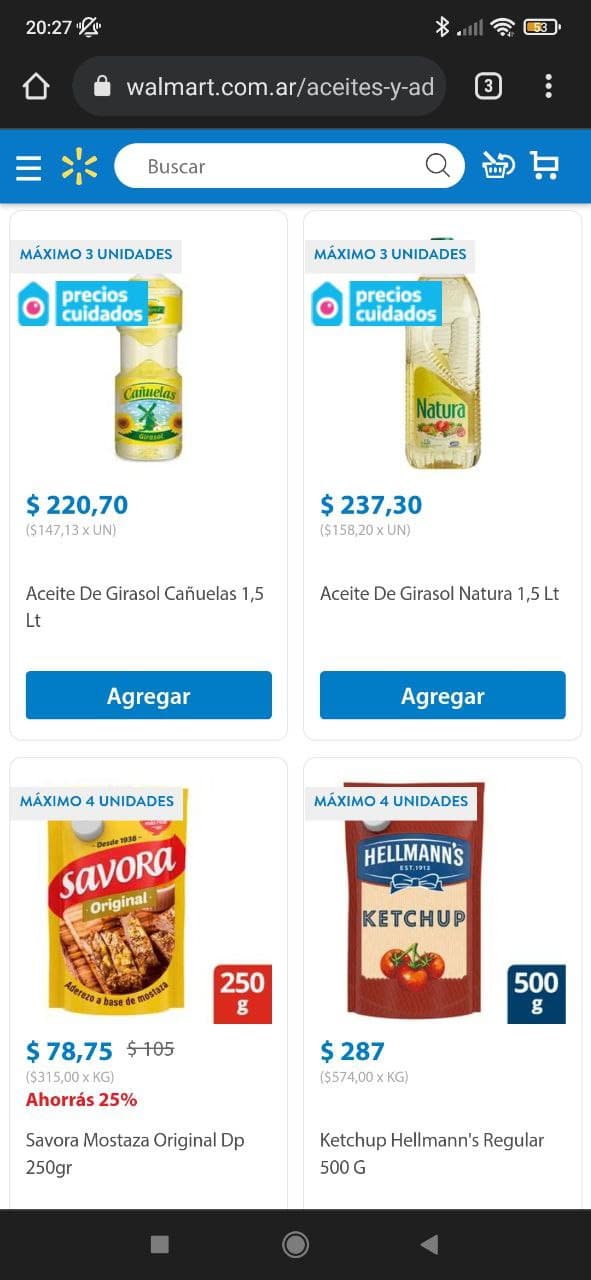 20:27
53
walmart.com.ar/aceites-y-ad
3
Buscar
MÁXIMO 3 UNIDADES
precios
cuidados
Cañuelas
Girasol
$ 220,70
($147,13 x UN)
Aceite De Girasol Cañuelas 1,5
Lt
Agregar
MÁXIMO 3 UNIDADES
precios
cuidados
Natura
$ 237,30
($158,20 x UN)
Aceite De Girasol Natura 1,5 Lt
Agregar
MÁXIMO 4 UNIDADES
Desde 1936
SAVORA
Original
Aderezo a base de mostaza
250
g
$ 78,75 $ 105
($315,00 x KG)
Ahorrás 25%
Savora Mostaza Original Dp
250gr
MÁXIMO 4 UNIDADES
HELLMANN'S
EST.1913
KETCHUP
500
g
$ 287
($574,00 x KG)
Ketchup Hellmann's Regular
500 G